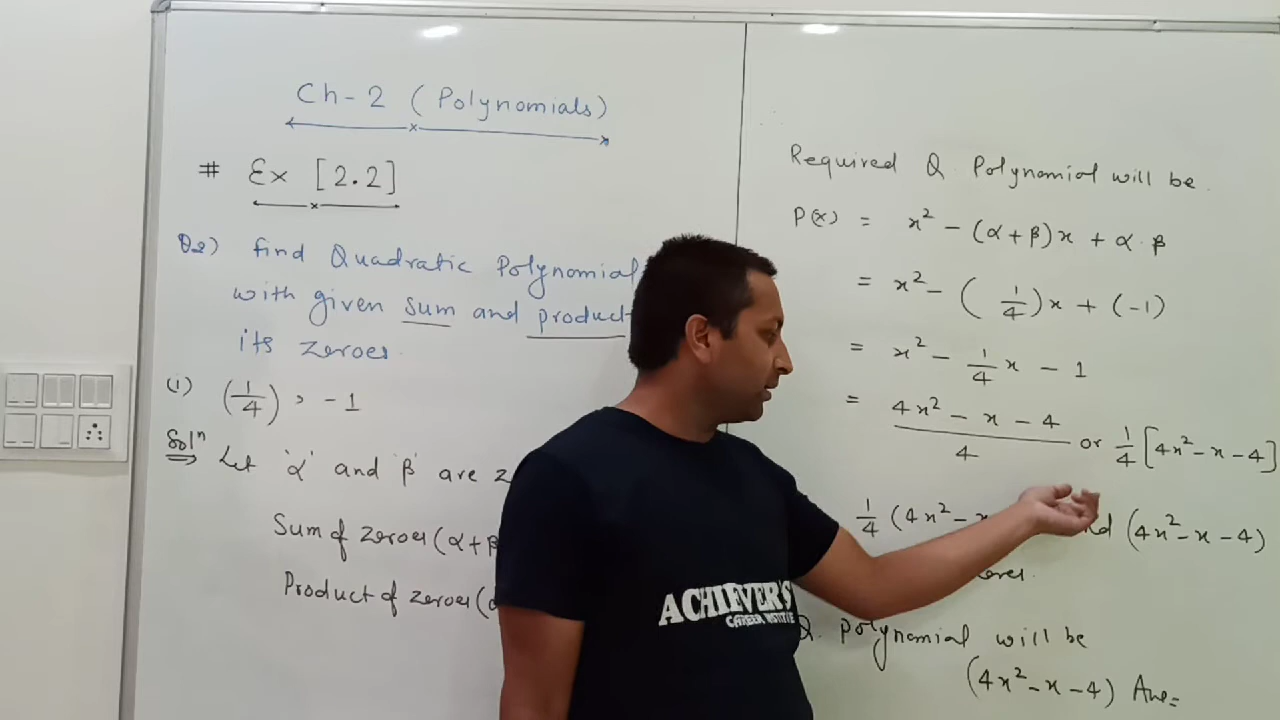 Ch-2 (Polynomials)
# Ex [2.2]
Q2) find Quadratic Polynomial
with given sum and product
its zeroes.
(i) (1/4) , -1
Solⁿ
Let 'α' and 'β' are
Sum of zeroes (α+β
Product of zeroes (α
Required Q. Polynomial will be
P(x) = x² - (α+β)x + α.β
= x² - (1/4)x + (-1)
= x² - 1/4 x - 1
= 4x² - x - 4 / 4 or 1/4 [4x² - x - 4]
1/4 (4x² - (4x² - x - 4)
Q. Polynomial will be
(4x² - x - 4) Ans=
ACHIEVER'S
CAREER INSTITUTE